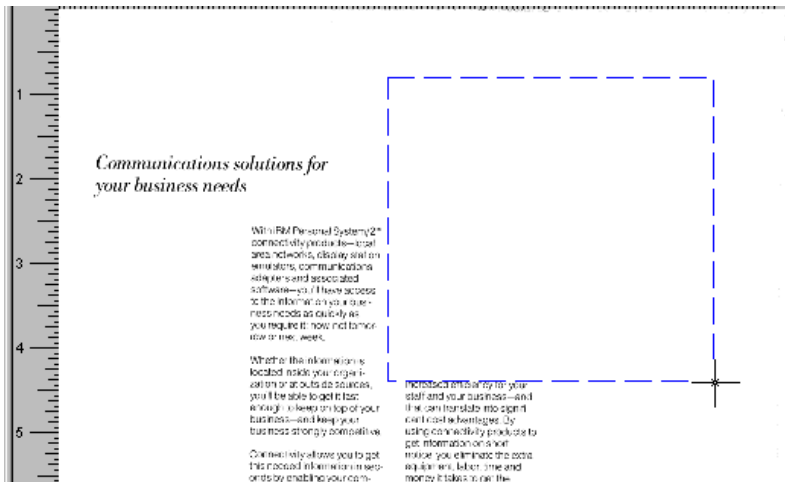 1
2
3
4
5
Communications solutions for
your business needs
With IBM Personal System/2™
connectivity products—local
area networks, display station
emulators, communications
adapters and associated
software—you'll have access
to the information your busi-
ness needs as quickly as
you require it: now, not tomor-
row or next week.
Whether the information is
located inside your organi-
zation or at outside sources,
you'll be able to get it fast
enough to keep on top of your
business—and keep your
business strongly competitive.
Connectivity allows you to get
this needed information in sec-
onds by enabling your com-
increased efficiency for your
staff and your business—and
that can translate into signifi-
cant cost advantages. By
using connectivity products to
get information on short
notice, you eliminate the extra
equipment, labor, time and
money it takes to get the